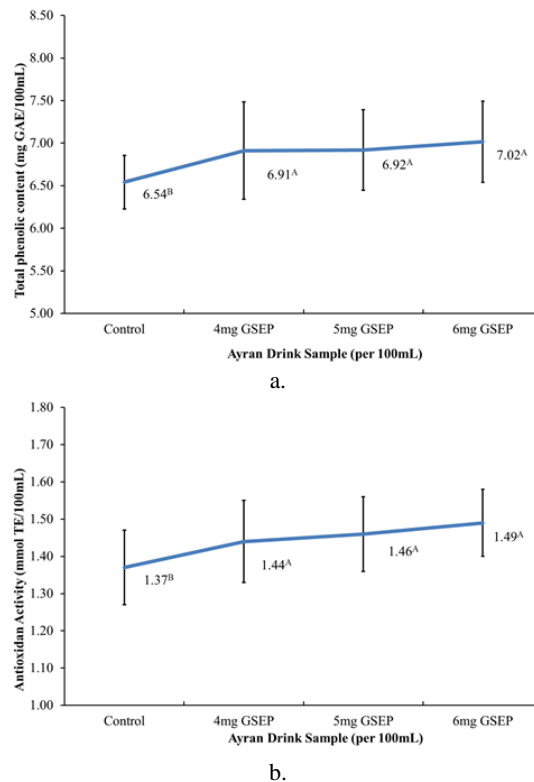 Total phenolic content (mg GAE/100mL)
8.50
8.00
7.50
7.00
6.50
6.00
5.50
5.00
6.54ᴮ
6.91ᴬ
6.92ᴬ
7.02ᴬ
Control
4mg GSEP
5mg GSEP
6mg GSEP
Ayran Drink Sample (per 100mL)
a.
Antioxidan Activity (mmol TE/100mL)
1.80
1.70
1.60
1.50
1.40
1.30
1.20
1.10
1.00
1.37ᴮ
1.44ᴬ
1.46ᴬ
1.49ᴬ
Control
4mg GSEP
5mg GSEP
6mg GSEP
Ayran Drink Sample (per 100mL)
b.